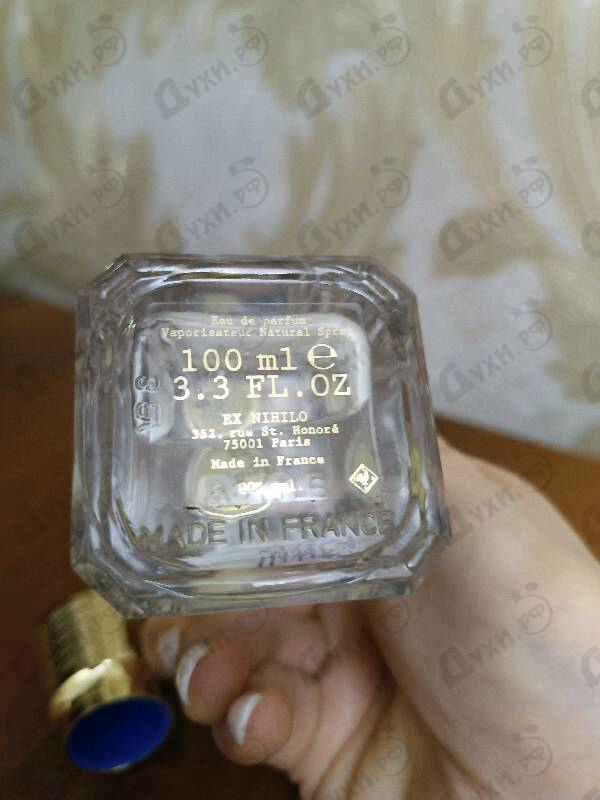 Eau de parfum
Vaporisateur Natural Spray
100 ml e
3.3 FL.OZ
EX NIHILO
352, rue St. Honoré
75001 Paris
Made in France
MADE IN FRANCE
Духи.РФ